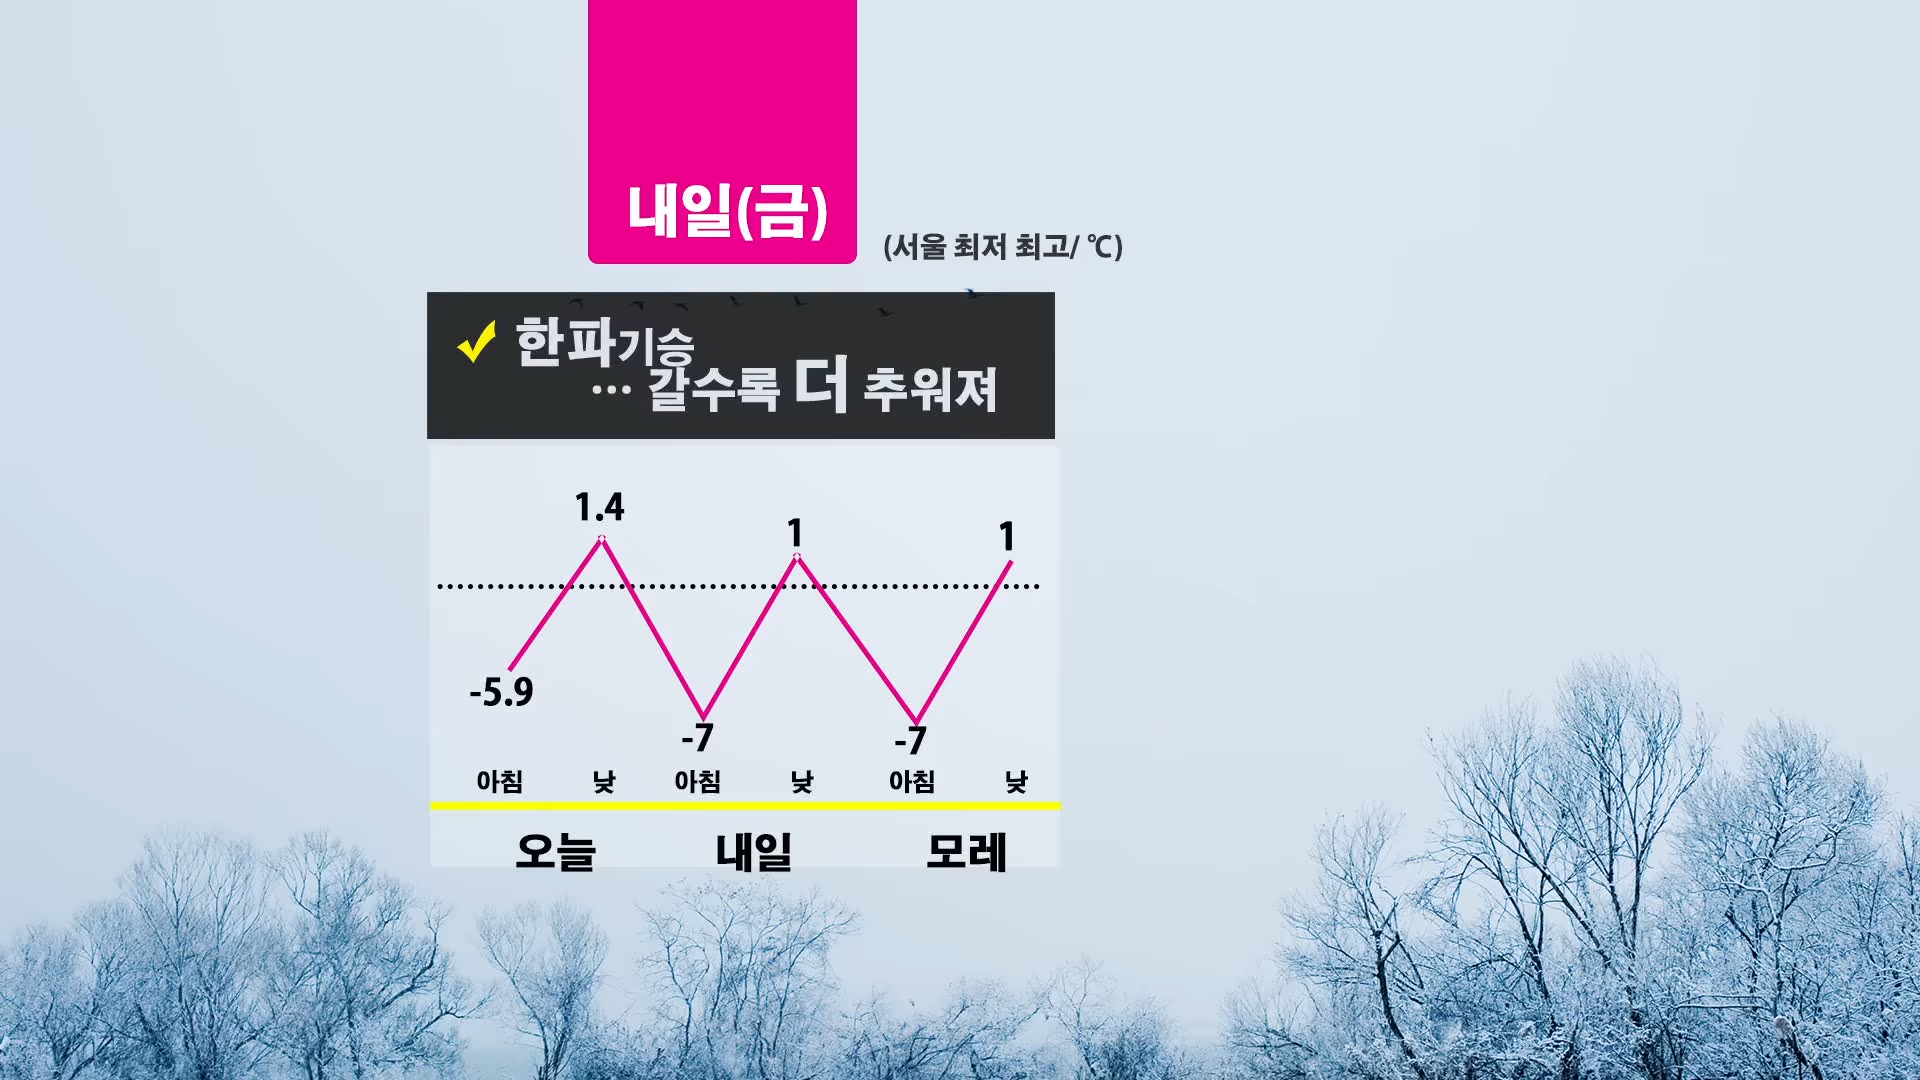 내일(금)
(서울 최저 최고/ ℃)
한파기승
… 갈수록 더 추워져
1.4
1
1
-5.9
-7
-7
아침 낮 아침 낮 아침 낮
오늘 내일 모레